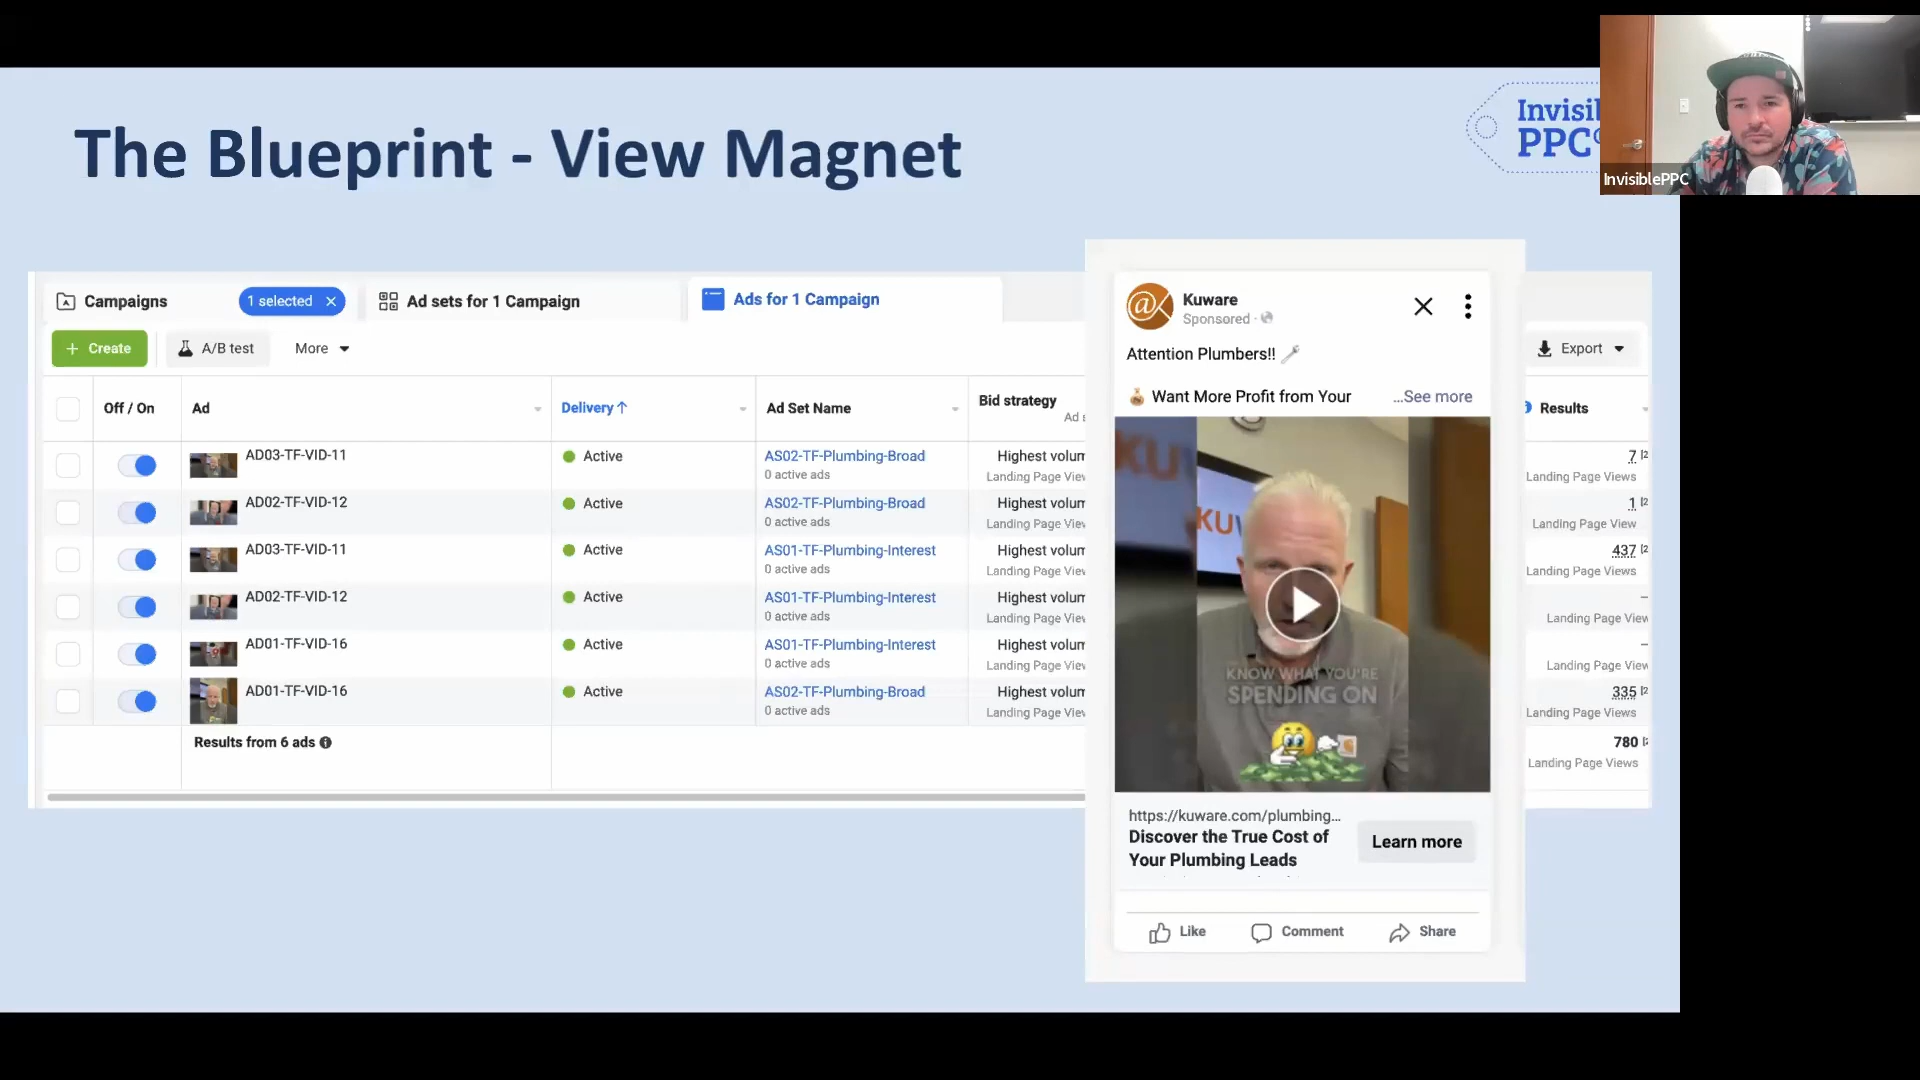 The Blueprint - View Magnet
Invisi
PPC
InvisiblePPC
Campaigns
1 selected
Ad sets for 1 Campaign
Ads for 1 Campaign
+ Create
A/B test
More
Export
Off / On
Ad
Delivery↑
Ad Set Name
Bid strategy
Ad s
Results
AD03-TF-VID-11
Active
AS02-TF-Plumbing-Broad
0 active ads
Highest volum
Landing Page View
7
Landing Page Views
AD02-TF-VID-12
Active
AS02-TF-Plumbing-Broad
0 active ads
Highest volum
Landing Page View
1
Landing Page View
AD03-TF-VID-11
Active
AS01-TF-Plumbing-Interest
0 active ads
Highest volum
Landing Page View
437
Landing Page Views
AD02-TF-VID-12
Active
AS01-TF-Plumbing-Interest
0 active ads
Highest volum
Landing Page View
—
Landing Page View
AD01-TF-VID-16
Active
AS01-TF-Plumbing-Interest
0 active ads
Highest volum
Landing Page View
—
Landing Page View
AD01-TF-VID-16
Active
AS02-TF-Plumbing-Broad
0 active ads
Highest volum
Landing Page View
335
Landing Page Views
Results from 6 ads
780
Landing Page Views
Kuware
Sponsored ·
Attention Plumbers!!
Want More Profit from Your
...See more
KU
KU
KNOW WHAT YOU'RE
SPENDING ON
https://kuware.com/plumbing...
Discover the True Cost of
Your Plumbing Leads
Learn more
Like
Comment
Share